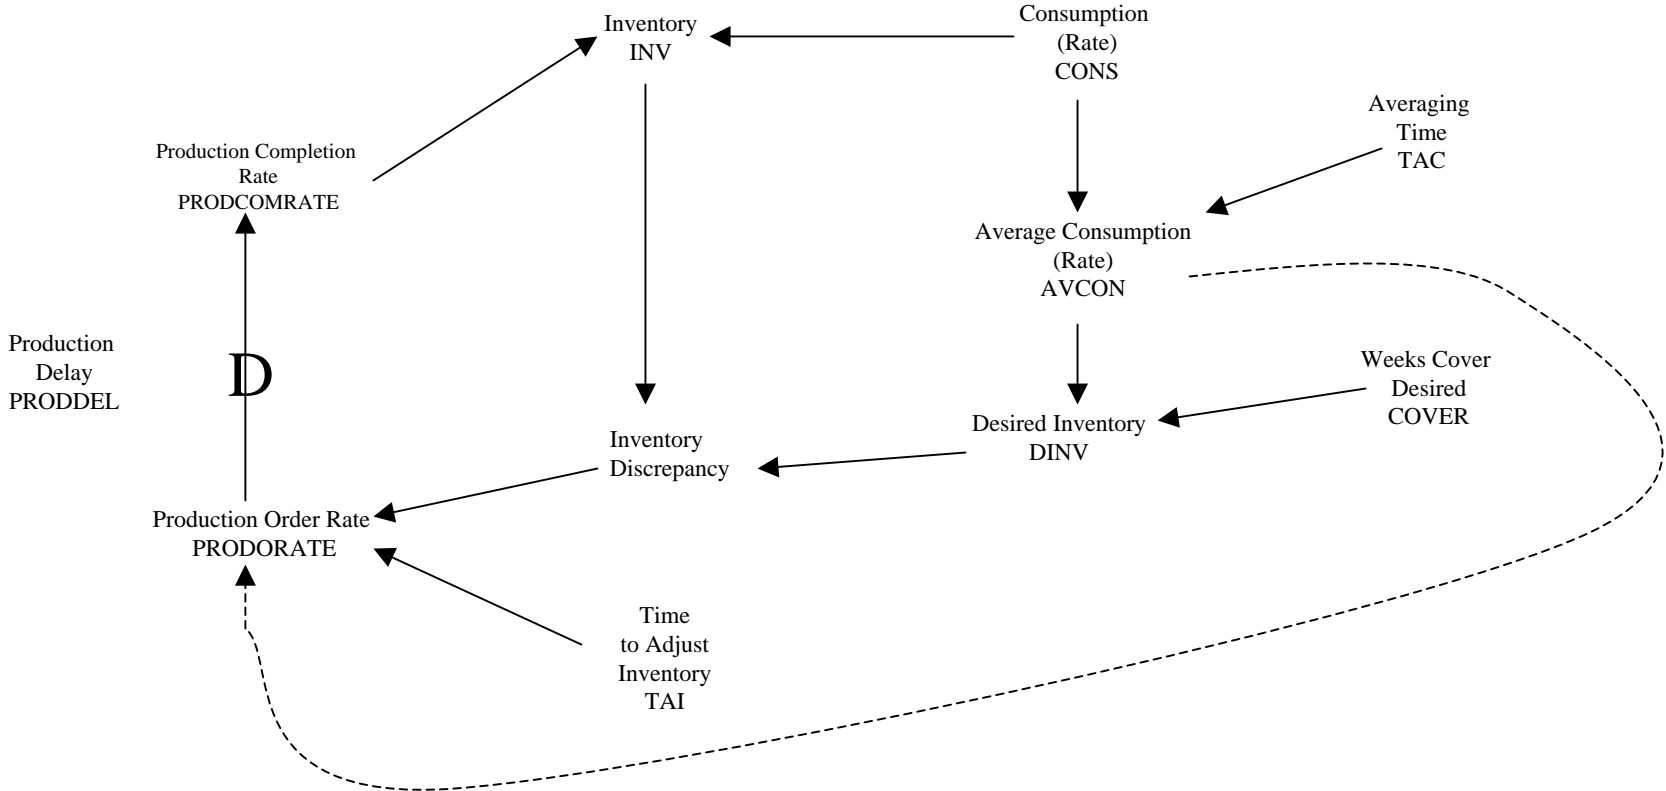 Inventory
INV
Consumption
(Rate)
CONS
Averaging
Time
TAC
Production Completion
Rate
PRODCOMRATE
Average Consumption
(Rate)
AVCON
Production
Delay
PRODDEL
D
Weeks Cover
Desired
COVER
Desired Inventory
DINV
Inventory
Discrepancy
Production Order Rate
PRODORATE
Time
to Adjust
Inventory
TAI